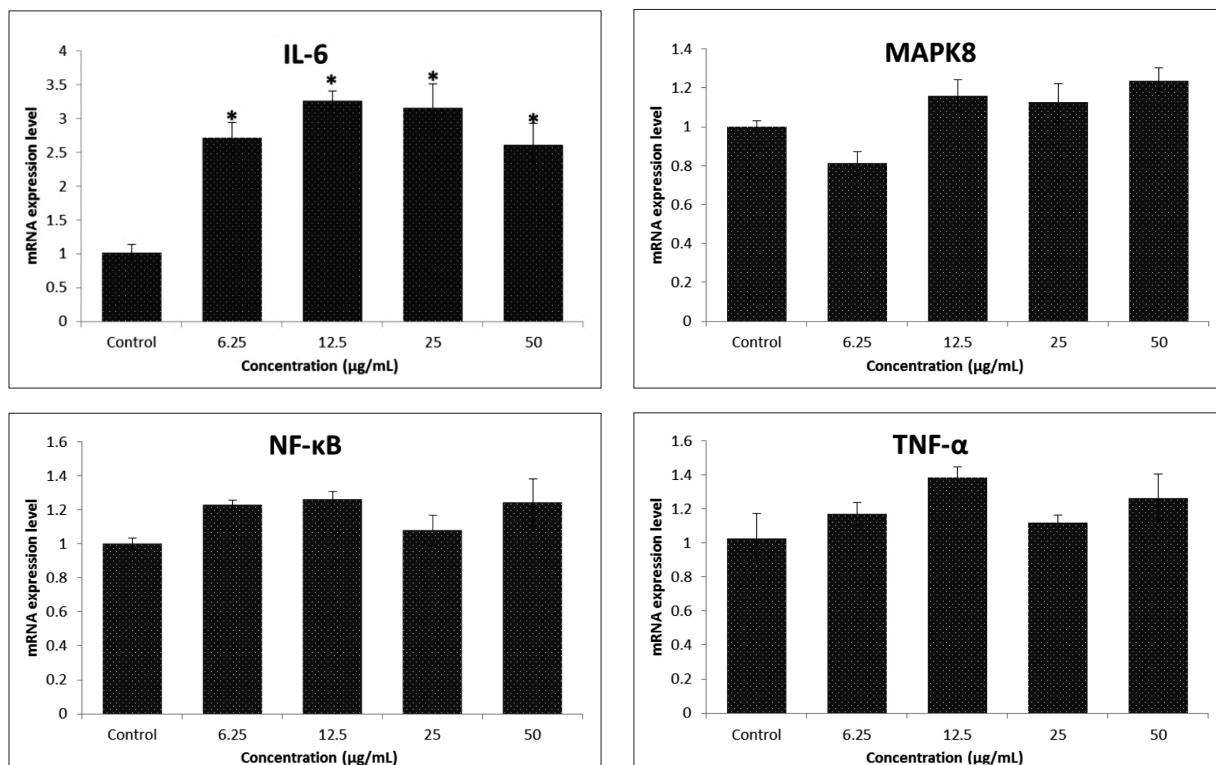 IL-6
mRNA expression level
4
3.5
3
2.5
2
1.5
1
0.5
0
*
*
*
*
Control 6.25 12.5 25 50
Concentration (µg/mL)
MAPK8
mRNA expression level
1.4
1.2
1
0.8
0.6
0.4
0.2
0
Control 6.25 12.5 25 50
Concentration (µg/mL)
NF-κB
mRNA expression level
1.6
1.4
1.2
1
0.8
0.6
0.4
0.2
0
Control 6.25 12.5 25 50
Concentration (µg/mL)
TNF-α
mRNA expression level
1.6
1.4
1.2
1
0.8
0.6
0.4
0.2
0
Control 6.25 12.5 25 50
Concentration (µg/mL)